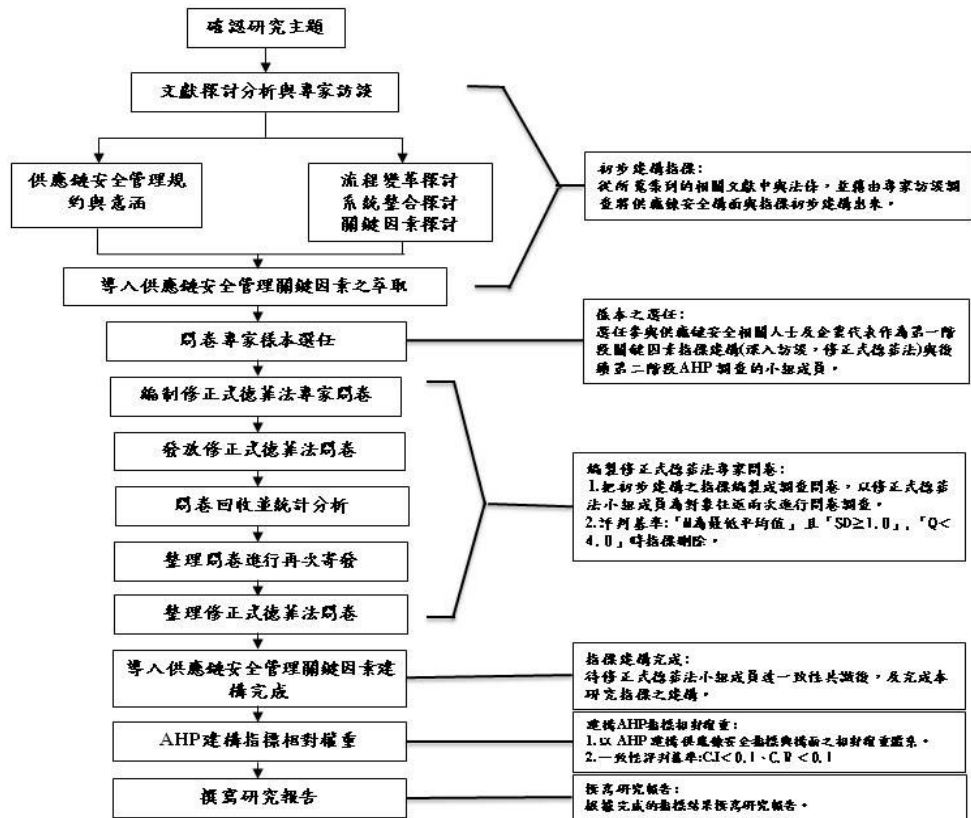 確認研究主題
文獻探討分析與專家訪談
供應鏈安全管理規
約與意涵
流程變革探討
系統整合探討
關鍵因素探討
初步建構指標：
從所蒐集到的相關文獻中與法條，並藉由專家訪談調
查將供應鍊安全構面與指標初步建構出來。
導入供應鏈安全管理關鍵因素之萃取
問卷專家樣本選任
樣本之選任：
選任參與供應鏈安全相關人士及企業代表作為第一階
段關鍵因素指標建構(深入訪談，修正式德菲法)與後
續第二階段AHP調查的小組成員。
編制修正式德菲法專家問卷
發放修正式德菲法問卷
問卷回收並統計分析
整理問卷進行再次寄發
整理修正式德菲法問卷
編製修正式德菲法專家問卷：
1.把初步建構之指標編製成調查問卷，以修正式德菲
法小組成員為對象往返兩次進行問卷調查。
2.評判基準:「M為最低平均值」且「SD≥1.0」，「Q<
4.0」時指標刪除。
導入供應鏈安全管理關鍵因素建
構完成
指標建構完成：
待修正式德菲法小組成員達一致性共識後，及完成本
研究指標之建構。
AHP建構指標相對權重
建構AHP指標相對權重：
1.以AHP建構供應鍊安全指標與構面之相對權重關係。
2.一致性評判基準:C.I<0.1、C.R<0.1
撰寫研究報告
撰寫研究報告：
根據完成的指標結果撰寫研究報告。